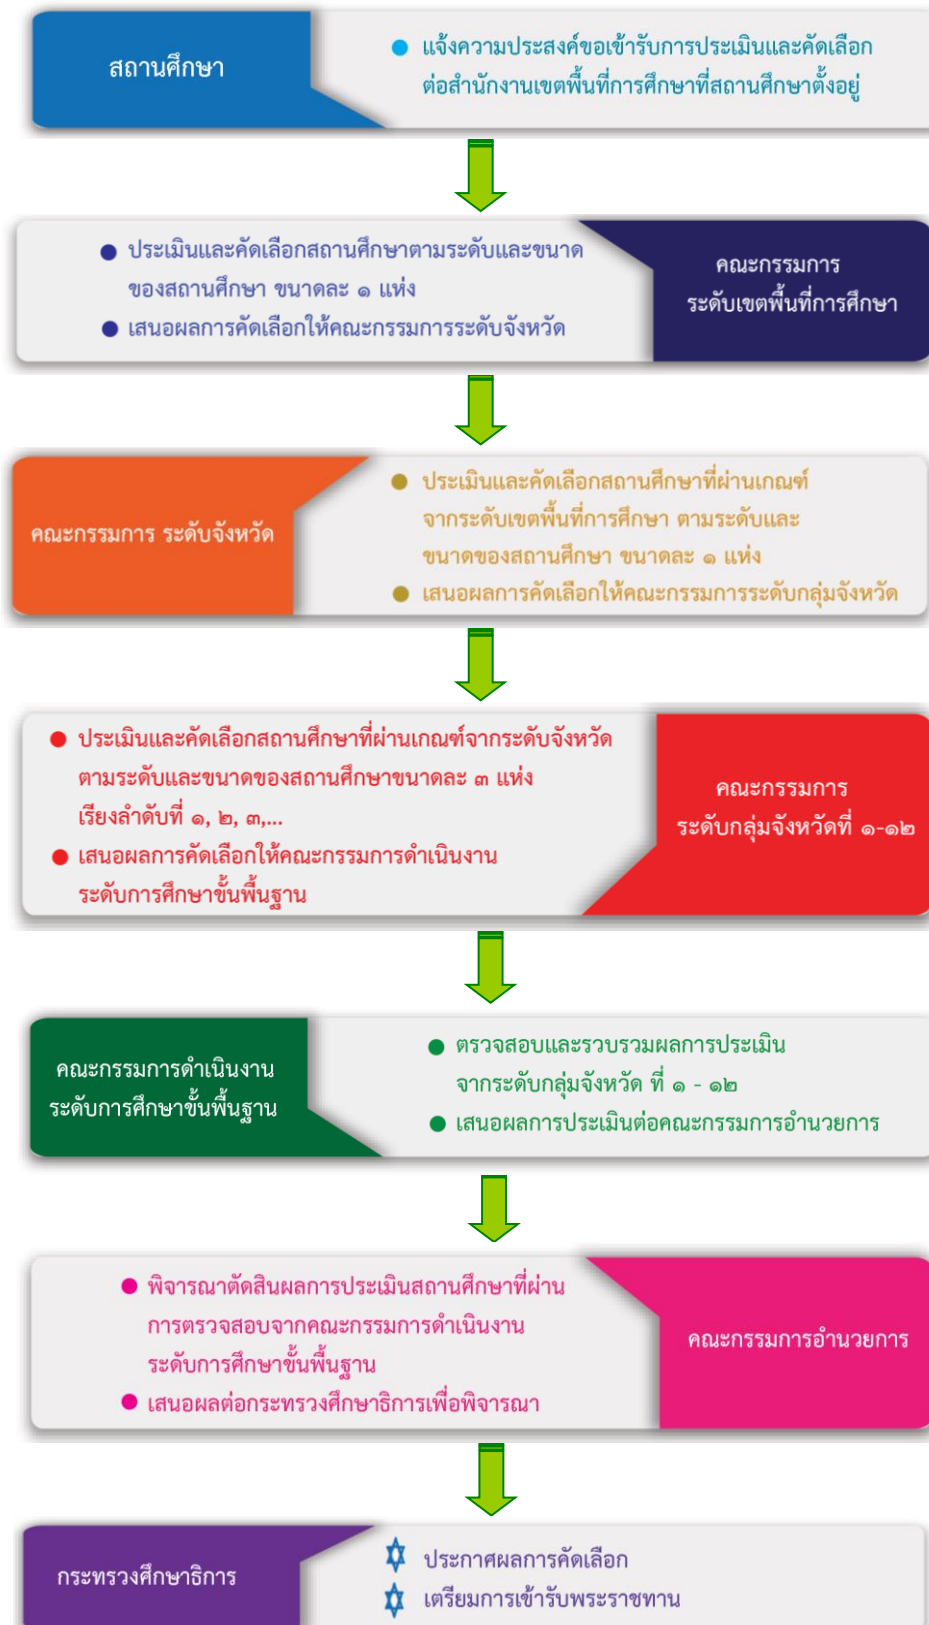 สถานศึกษา
แจ้งความประสงค์ขอเข้ารับการประเมินและคัดเลือก
ต่อสำนักงานเขตพื้นที่การศึกษาที่สถานศึกษาตั้งอยู่
ประเมินและคัดเลือกสถานศึกษาตามระดับและขนาด
ของสถานศึกษา ขนาดละ ๑ แห่ง
เสนอผลการคัดเลือกให้คณะกรรมการระดับจังหวัด
คณะกรรมการ
ระดับเขตพื้นที่การศึกษา
คณะกรรมการ ระดับจังหวัด
ประเมินและคัดเลือกสถานศึกษาที่ผ่านเกณฑ์
จากระดับเขตพื้นที่การศึกษา ตามระดับและ
ขนาดของสถานศึกษา ขนาดละ ๑ แห่ง
เสนอผลการคัดเลือกให้คณะกรรมการระดับกลุ่มจังหวัด
ประเมินและคัดเลือกสถานศึกษาที่ผ่านเกณฑ์จากระดับจังหวัด
ตามระดับและขนาดของสถานศึกษาขนาดละ ๓ แห่ง
เรียงลำดับที่ ๑, ๒, ๓,...
เสนอผลการคัดเลือกให้คณะกรรมการดำเนินงาน
ระดับการศึกษาขั้นพื้นฐาน
คณะกรรมการ
ระดับกลุ่มจังหวัดที่ ๑-๑๒
คณะกรรมการดำเนินงาน
ระดับการศึกษาขั้นพื้นฐาน
ตรวจสอบและรวบรวมผลการประเมิน
จากระดับกลุ่มจังหวัด ที่ ๑ - ๑๒
เสนอผลการประเมินต่อคณะกรรมการอำนวยการ
พิจารณาตัดสินผลการประเมินสถานศึกษาที่ผ่าน
การตรวจสอบจากคณะกรรมการดำเนินงาน
ระดับการศึกษาขั้นพื้นฐาน
เสนอผลต่อกระทรวงศึกษาธิการเพื่อพิจารณา
คณะกรรมการอำนวยการ
กระทรวงศึกษาธิการ
ประกาศผลการคัดเลือก
เตรียมการเข้ารับพระราชทาน